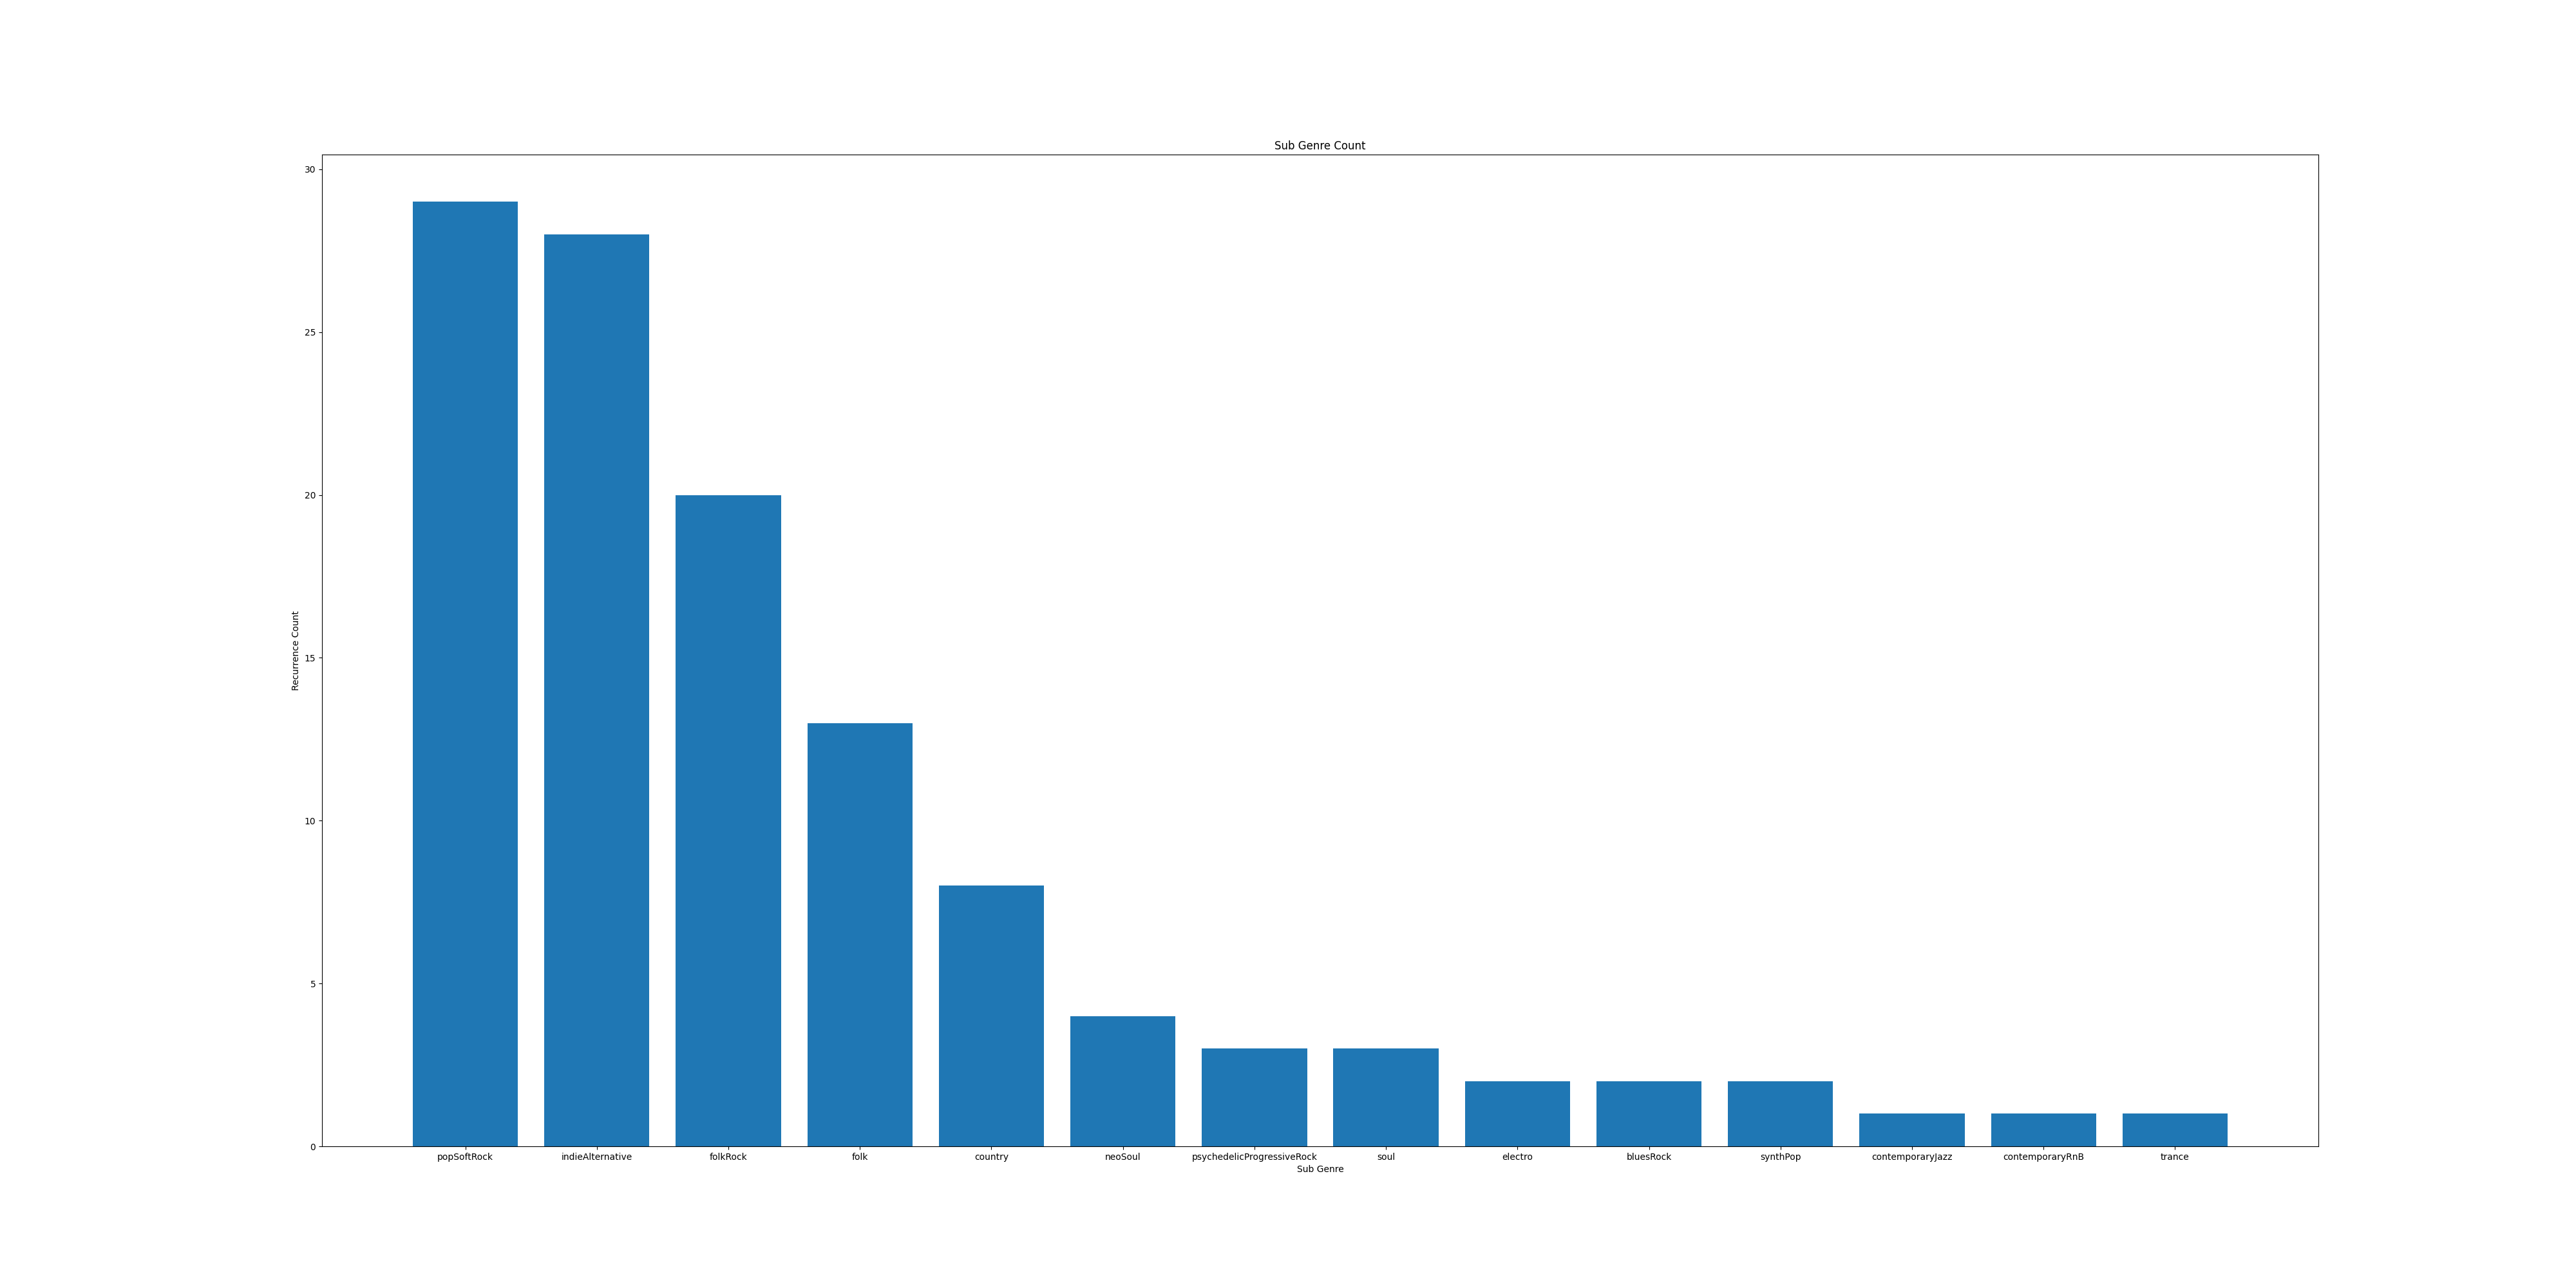 Sub Genre Count
30
25
20
15
10
5
0
Recurrence Count
popSoftRock indieAlternative folkRock folk country neoSoul psychedelicProgressiveRock soul electro bluesRock synthPop contemporaryJazz contemporaryRnB trance
Sub Genre